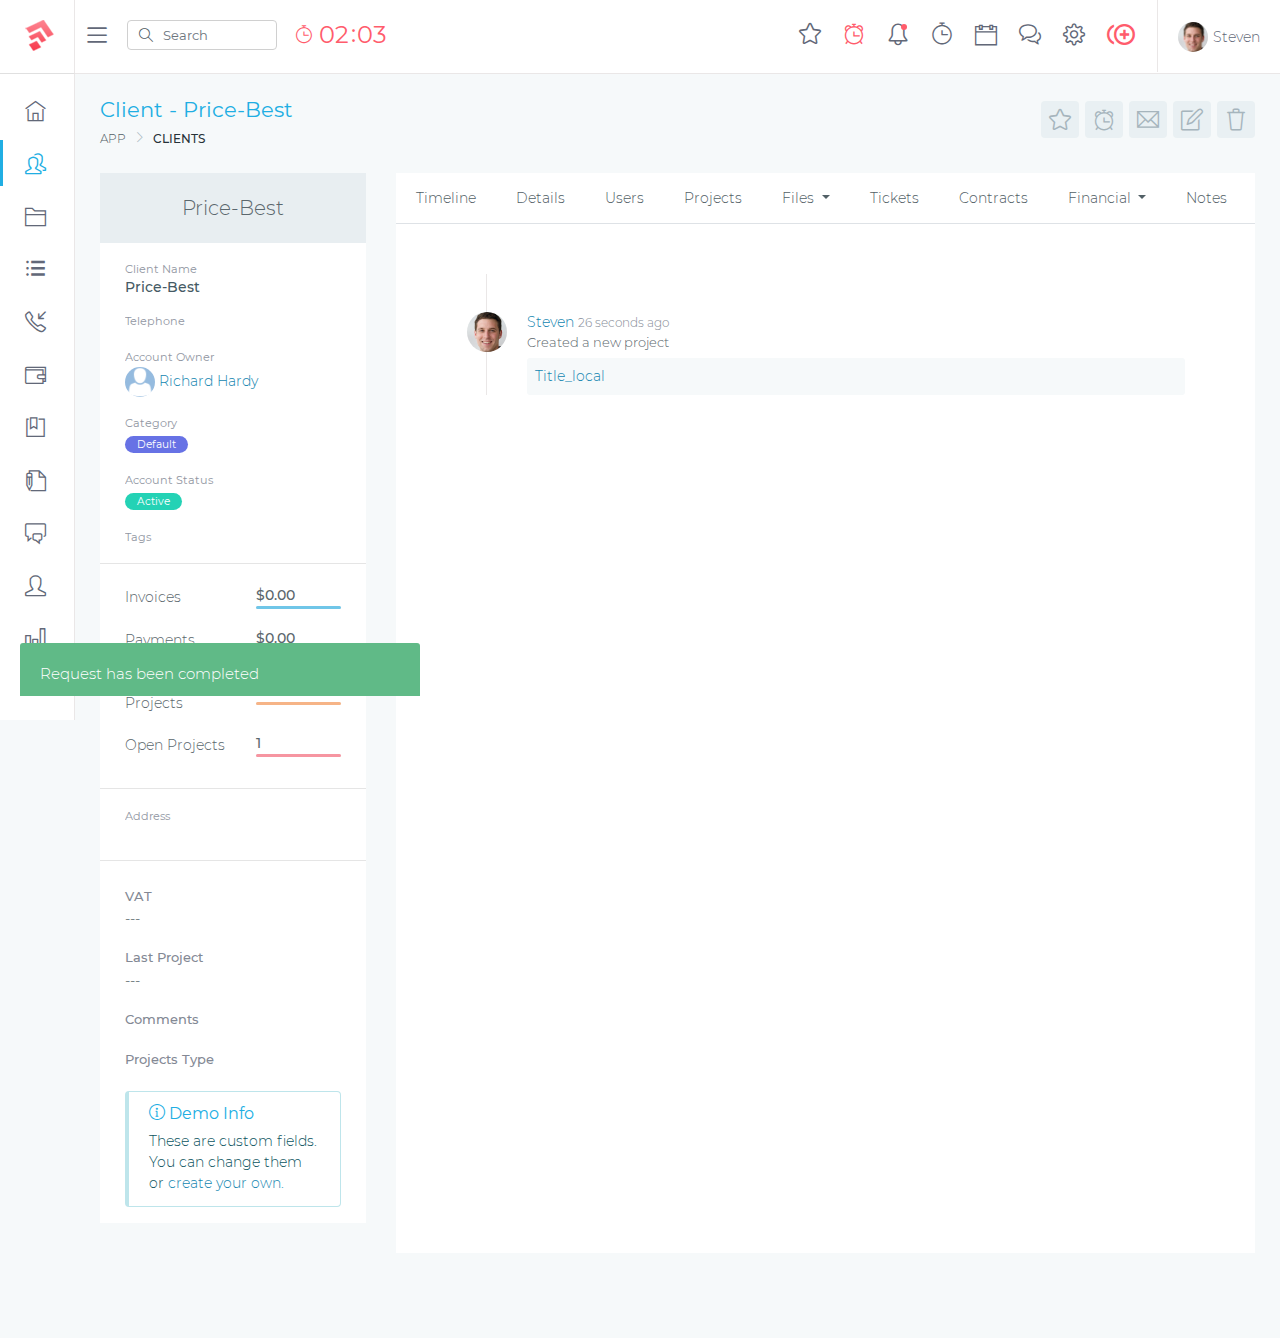 Search
02:03
Steven
Client - Price-Best
APP
CLIENTS
Price-Best
Client Name
Price-Best
Telephone
Account Owner
Richard Hardy
Category
Default
Account Status
Active
Tags
Invoices
$0.00
Payments
$0.00
Request has been completed
Projects
Open Projects
1
Address
VAT
---
Last Project
---
Comments
Projects Type
Demo Info
These are custom fields.
You can change them
or create your own.
Timeline
Details
Users
Projects
Files
Tickets
Contracts
Financial
Notes
Steven 26 seconds ago
Created a new project
Title_local